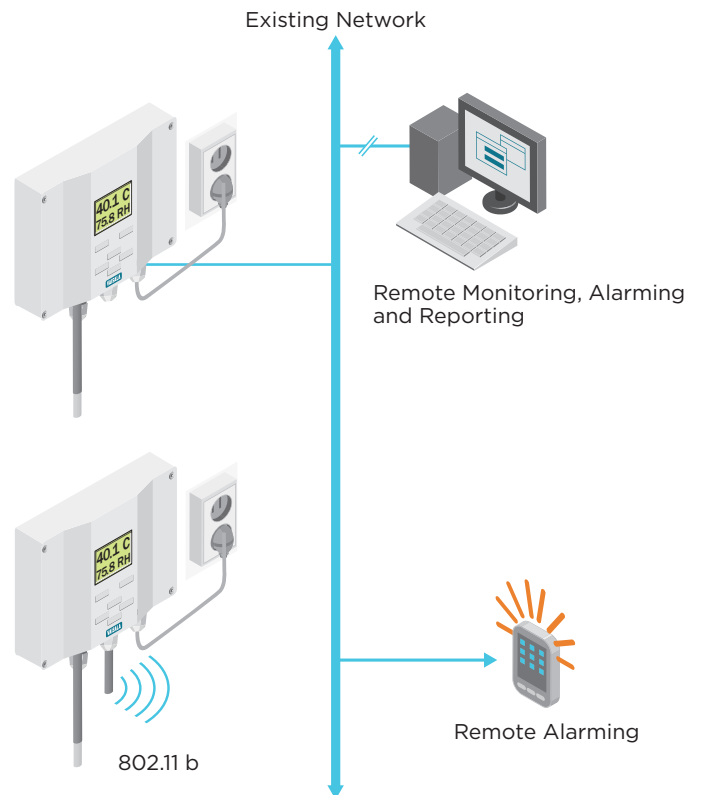 Existing Network
40.1 C
75.8 RH
Remote Monitoring, Alarming
and Reporting
40.1 C
75.8 RH
Remote Alarming
802.11 b